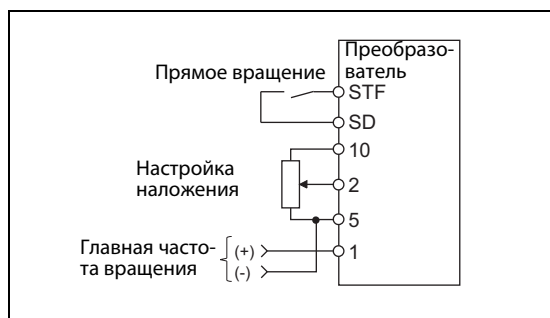 Преобразо-
ватель
Прямое вращение
STF
SD
10
Настройка
наложения
2
5
Главная часто-
та вращения
(+)
(-)
1